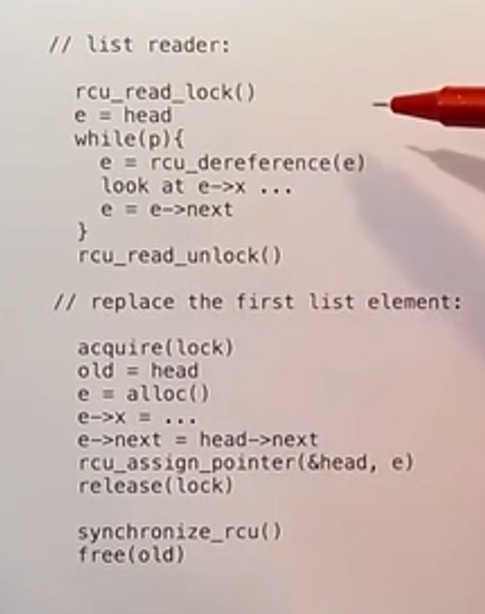 // list reader:
rcu_read_lock()
e = head
while(p){
e = rcu_dereference(e)
look at e->x ...
e = e->next
}
rcu_read_unlock()
// replace the first list element:
acquire(lock)
old = head
e = alloc()
e->x = ...
e->next = head->next
rcu_assign_pointer(&head, e)
release(lock)
synchronize_rcu()
free(old)